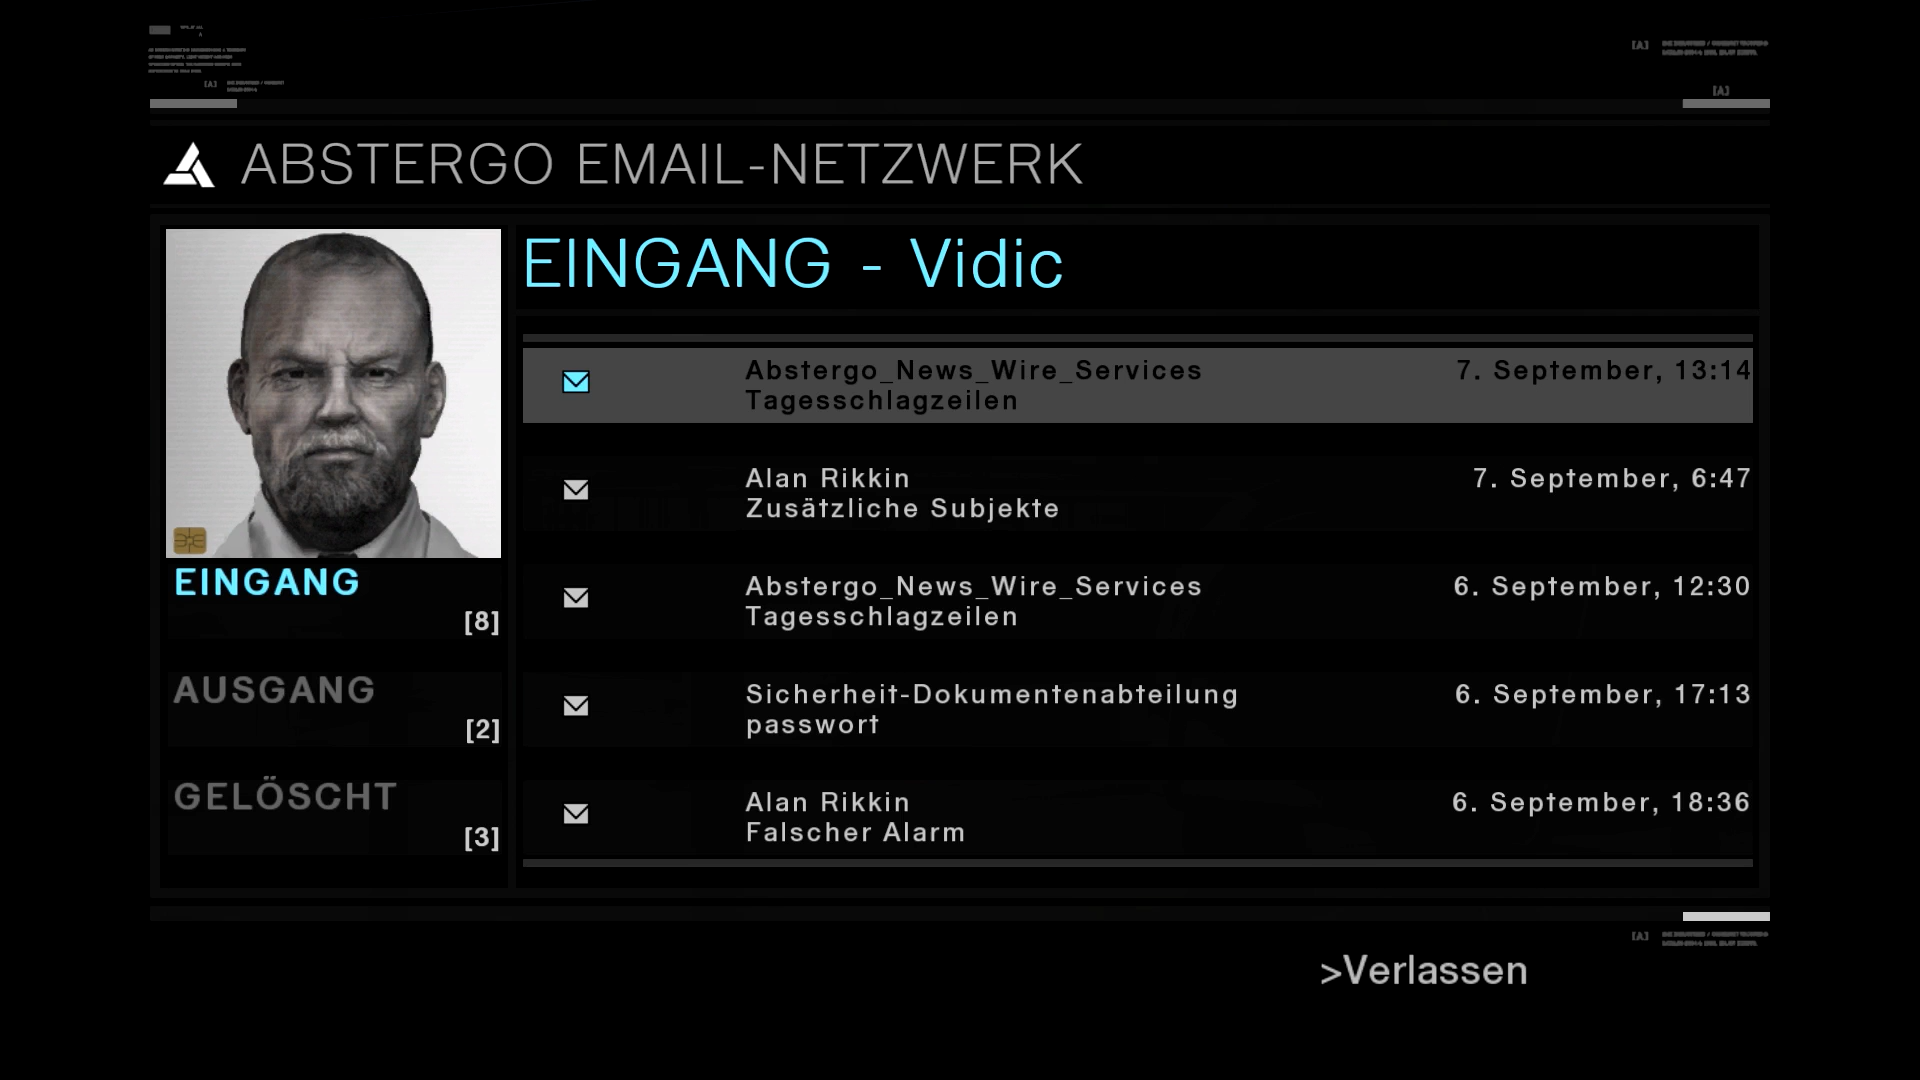 [A]
[A]
[A]
ABSTERGO EMAIL-NETZWERK
EINGANG - Vidic
Abstergo_News_Wire_Services 7. September, 13:14
Tagesschlagzeilen
Alan Rikkin 7. September, 6:47
Zusätzliche Subjekte
Abstergo_News_Wire_Services 6. September, 12:30
Tagesschlagzeilen
Sicherheit-Dokumentenabteilung 6. September, 17:13
passwort
Alan Rikkin 6. September, 18:36
Falscher Alarm
EINGANG
[8]
AUSGANG
[2]
GELÖSCHT
[3]
[A]
>Verlassen